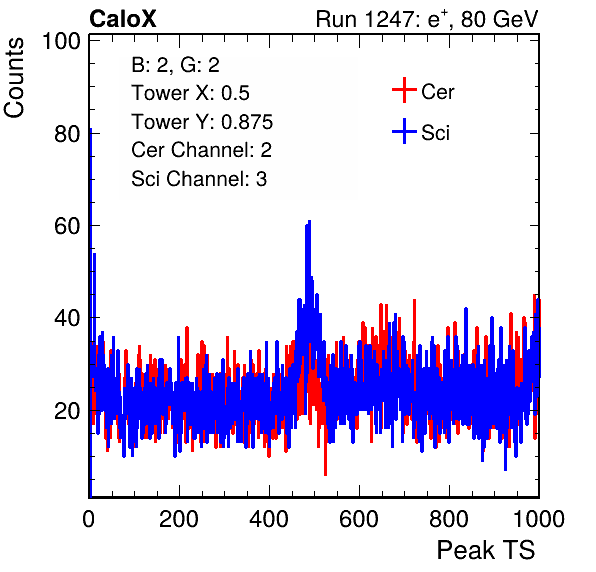 CaloX Run 1247: e⁺, 80 GeV
Counts
100
80
60
40
20
B: 2, G: 2
Tower X: 0.5
Tower Y: 0.875
Cer Channel: 2
Sci Channel: 3
Cer
Sci
0 200 400 600 800 1000
Peak TS